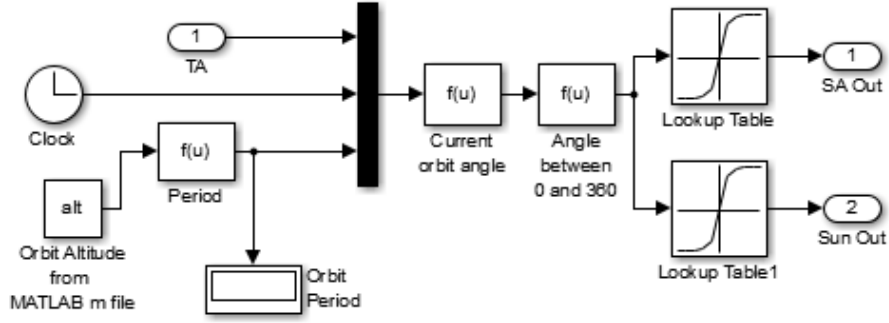 1
TA
Clock
alt
Orbit Altitude
from
MATLAB m file
f(u)
Period
Orbit
Period
f(u)
Current
orbit angle
f(u)
Angle
between
0 and 360
Lookup Table
1
SA Out
Lookup Table1
2
Sun Out